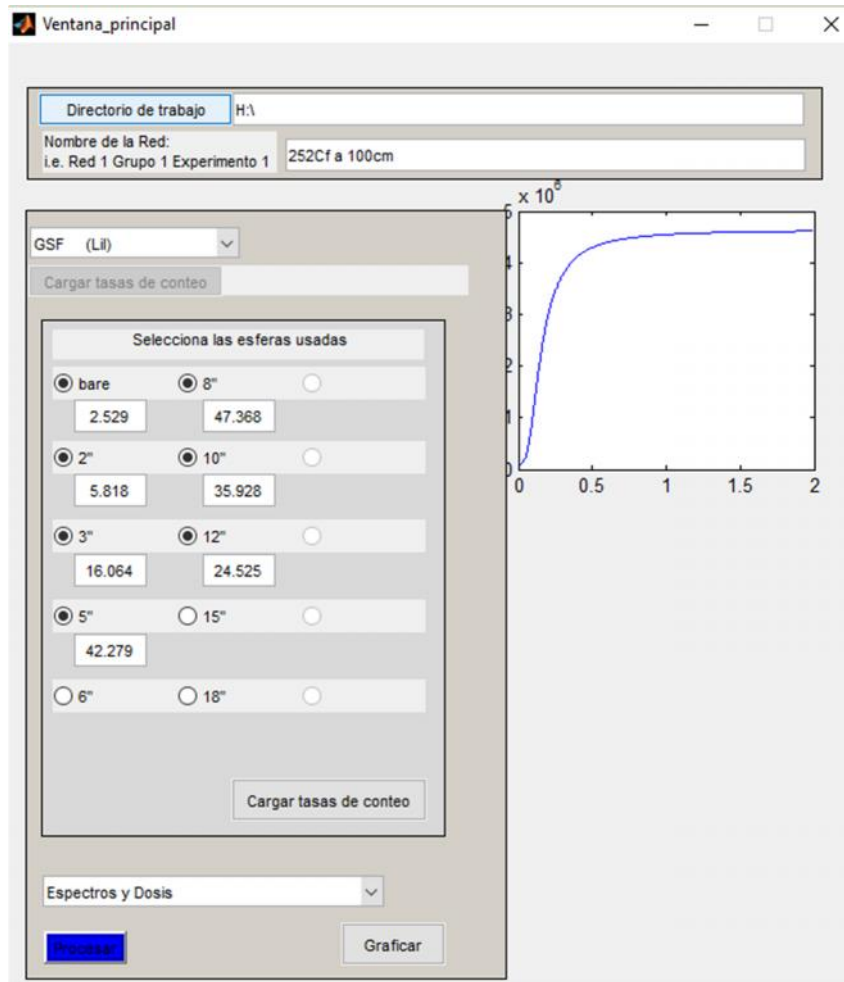 Ventana_principal
Directorio de trabajo H:\
Nombre de la Red:
i.e. Red 1 Grupo 1 Experimento 1
252Cf a 100cm
GSF (LiI)
Cargar tasas de conteo
Selecciona las esferas usadas
bare 8"
2.529 47.368
2" 10"
5.818 35.928
3" 12"
16.064 24.525
5" 15"
42.279
6" 18"
Cargar tasas de conteo
Espectros y Dosis
Procesar
Graficar
x 10^6
5
4
3
2
1
0
0 0.5 1 1.5 2